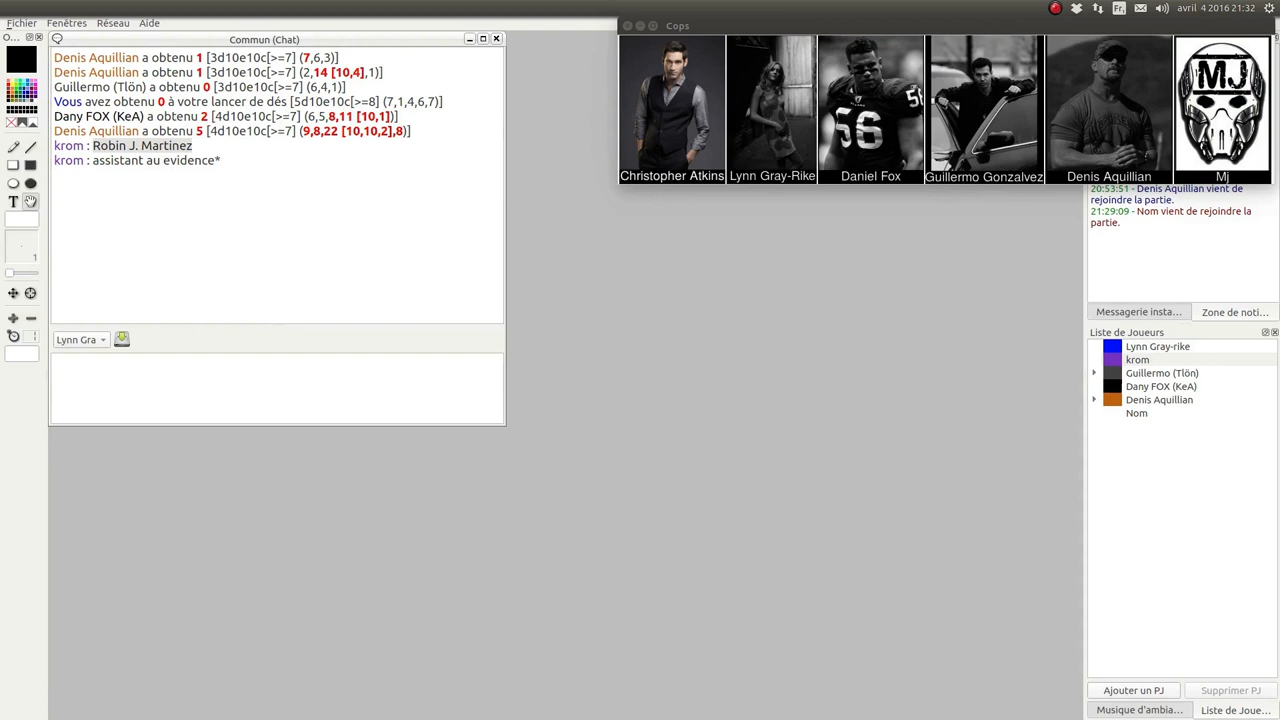 Fr,
avril 4 2016 21:32
Fichier Fenêtres Réseau Aide
Cops
O...
Commun (Chat)
Denis Aquillian a obtenu 1 [3d10e10c[>=7] (7,6,3)]
Denis Aquillian a obtenu 1 [3d10e10c[>=7] (2,14 [10,4],1)]
Guillermo (Tlön) a obtenu 0 [3d10e10c[>=7] (6,4,1)]
Vous avez obtenu 0 à votre lancer de dés [5d10e10c[>=8] (7,1,4,6,7)]
Dany FOX (KeA) a obtenu 2 [4d10e10c[>=7] (6,5,8,11 [10,1])]
Denis Aquillian a obtenu 5 [4d10e10c[>=7] (9,8,22 [10,10,2],8)]
krom : Robin J. Martinez
krom : assistant au evidence*
Christopher Atkins
Lynn Gray-Rike
56
Daniel Fox
Guillermo Gonzalvez
Denis Aquillian
MJ
Mj
20:53:51 - Denis Aquillian vient de
rejoindre la partie.
21:29:09 - Nom vient de rejoindre la
partie.
T
1
Messagerie insta...
Zone de noti...
Liste de Joueurs
Lynn Gra
Lynn Gray-rike
krom
Guillermo (Tlön)
Dany FOX (KeA)
Denis Aquillian
Nom
Ajouter un PJ
Supprimer PJ
Musique d'ambia...
Liste de Joue...